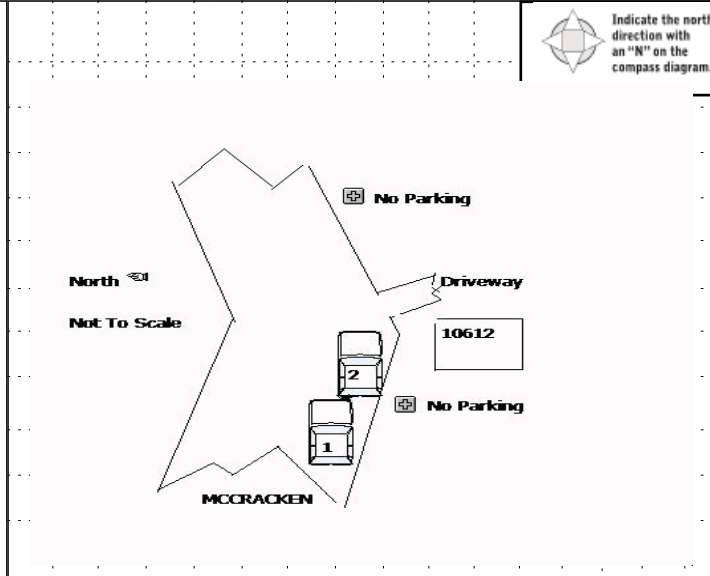 Indicate the north
direction with
an "N" on the
compass diagram.
No Parking
North
Driveway
Not To Scale
10612
2
No Parking
1
MCCRACKEN